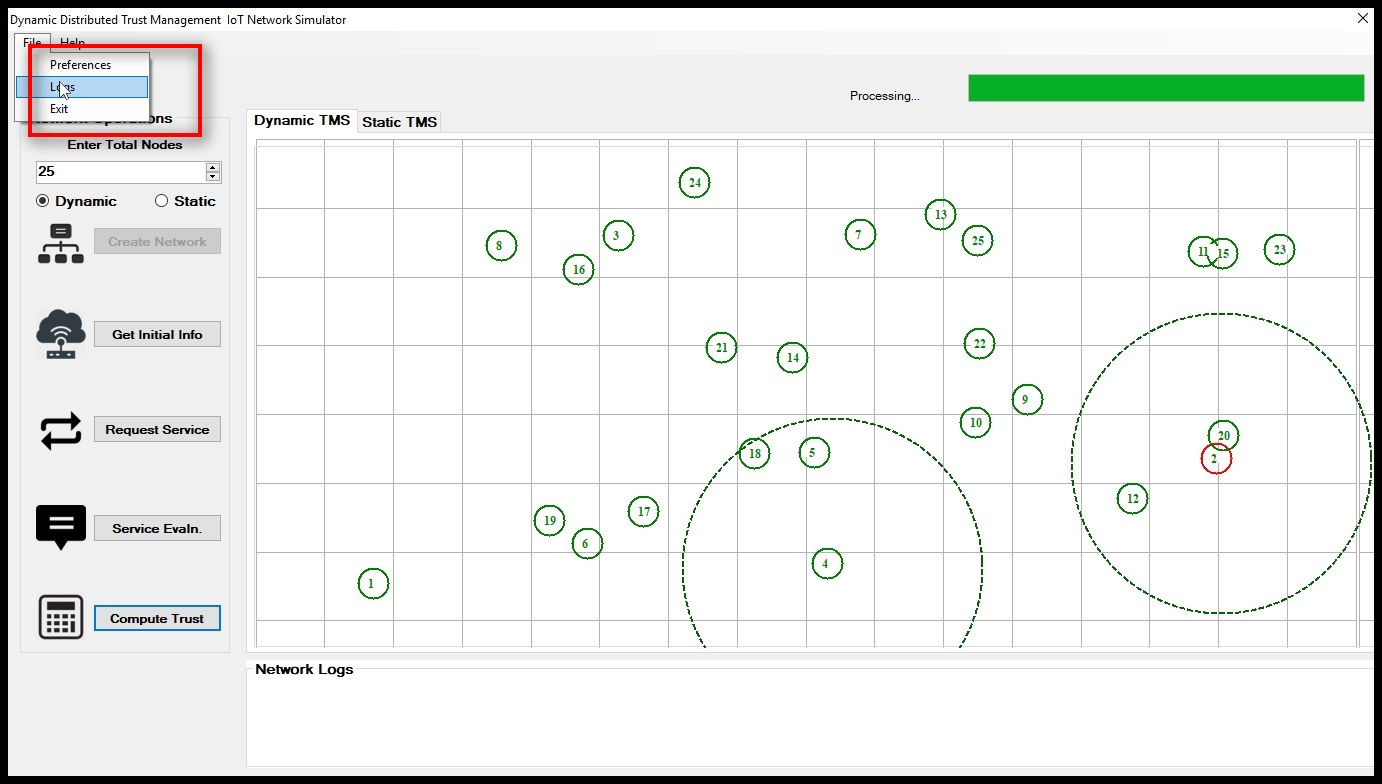 Dynamic Distributed Trust Management IoT Network Simulator
File Help
Preferences
Logs
Exit
Processing...
Dynamic TMS Static TMS
Enter Total Nodes
25
Dynamic Static
Create Network
Get Initial Info
Request Service
Service Evaln.
Compute Trust
24
13
3 7
8 25
11 15 23
16
21 14 22
9
10
18 5 20
2
12
19 17
6
4
1
Network Logs